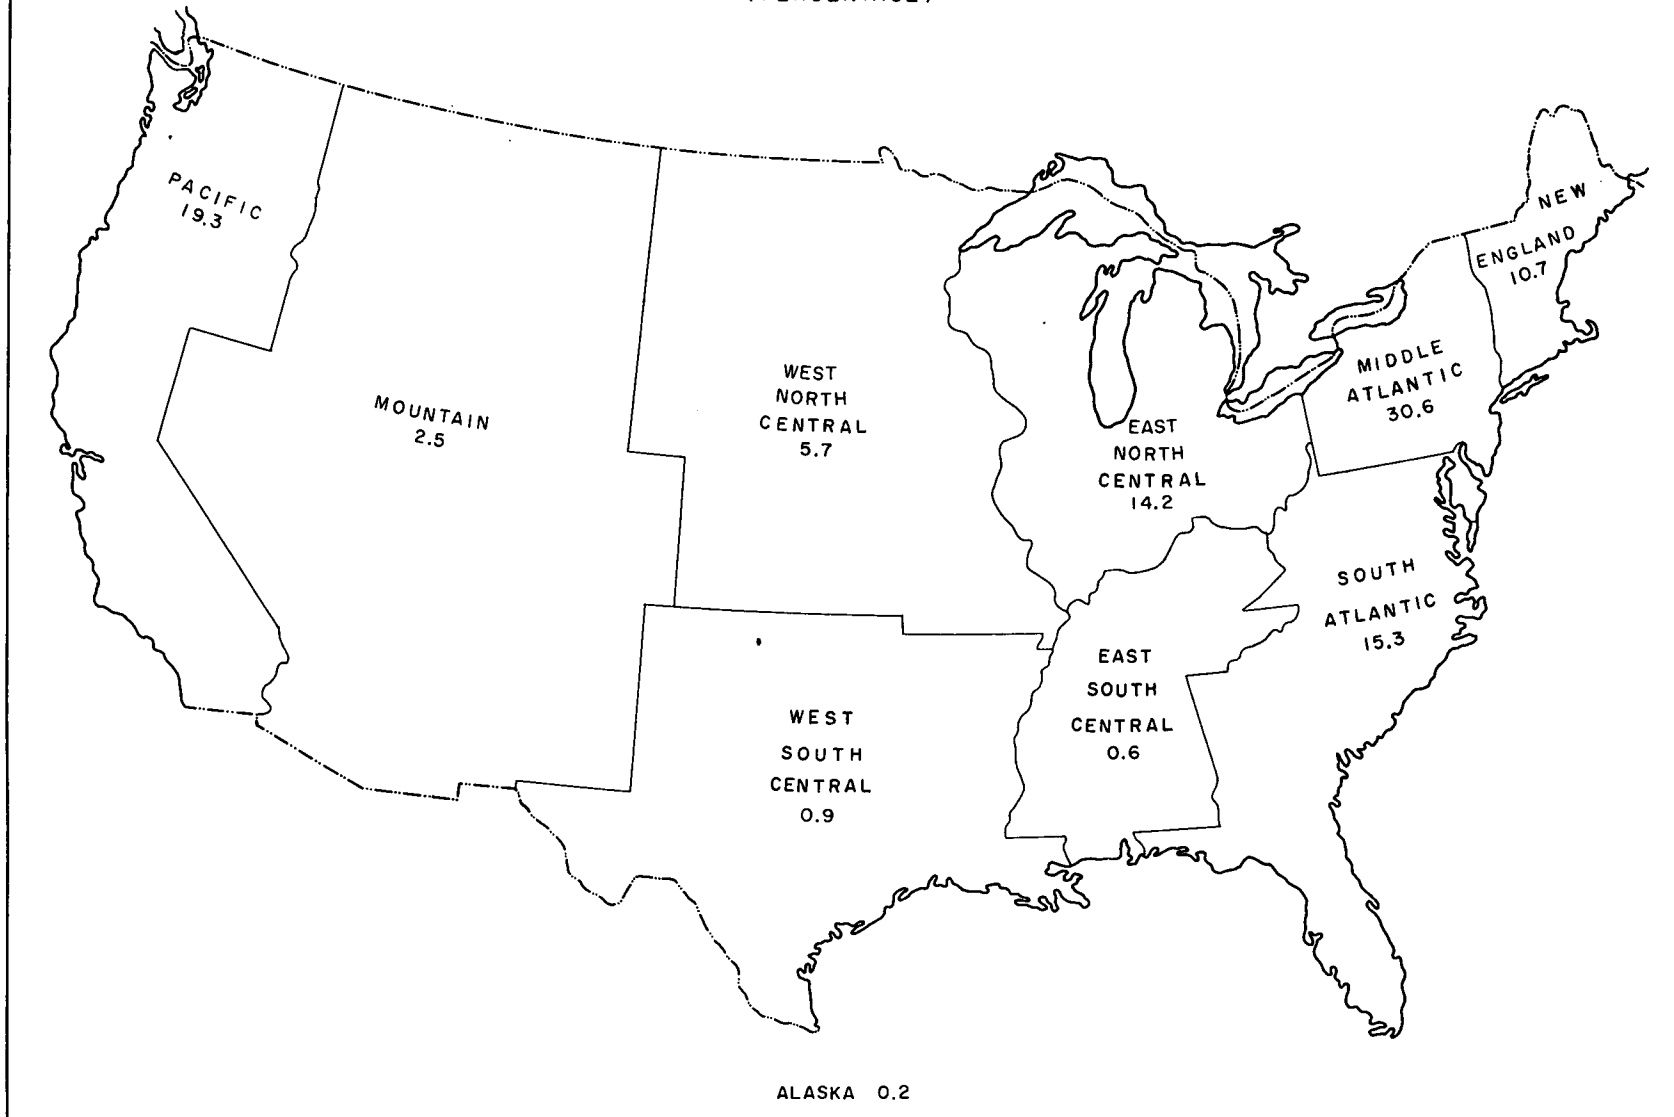 PACIFIC
19.3
MOUNTAIN
2.5
WEST
NORTH
CENTRAL
5.7
EAST
NORTH
CENTRAL
14.2
NEW
ENGLAND
10.7
MIDDLE
ATLANTIC
30.6
SOUTH
ATLANTIC
15.3
EAST
SOUTH
CENTRAL
0.6
WEST
SOUTH
CENTRAL
0.9
ALASKA 0.2